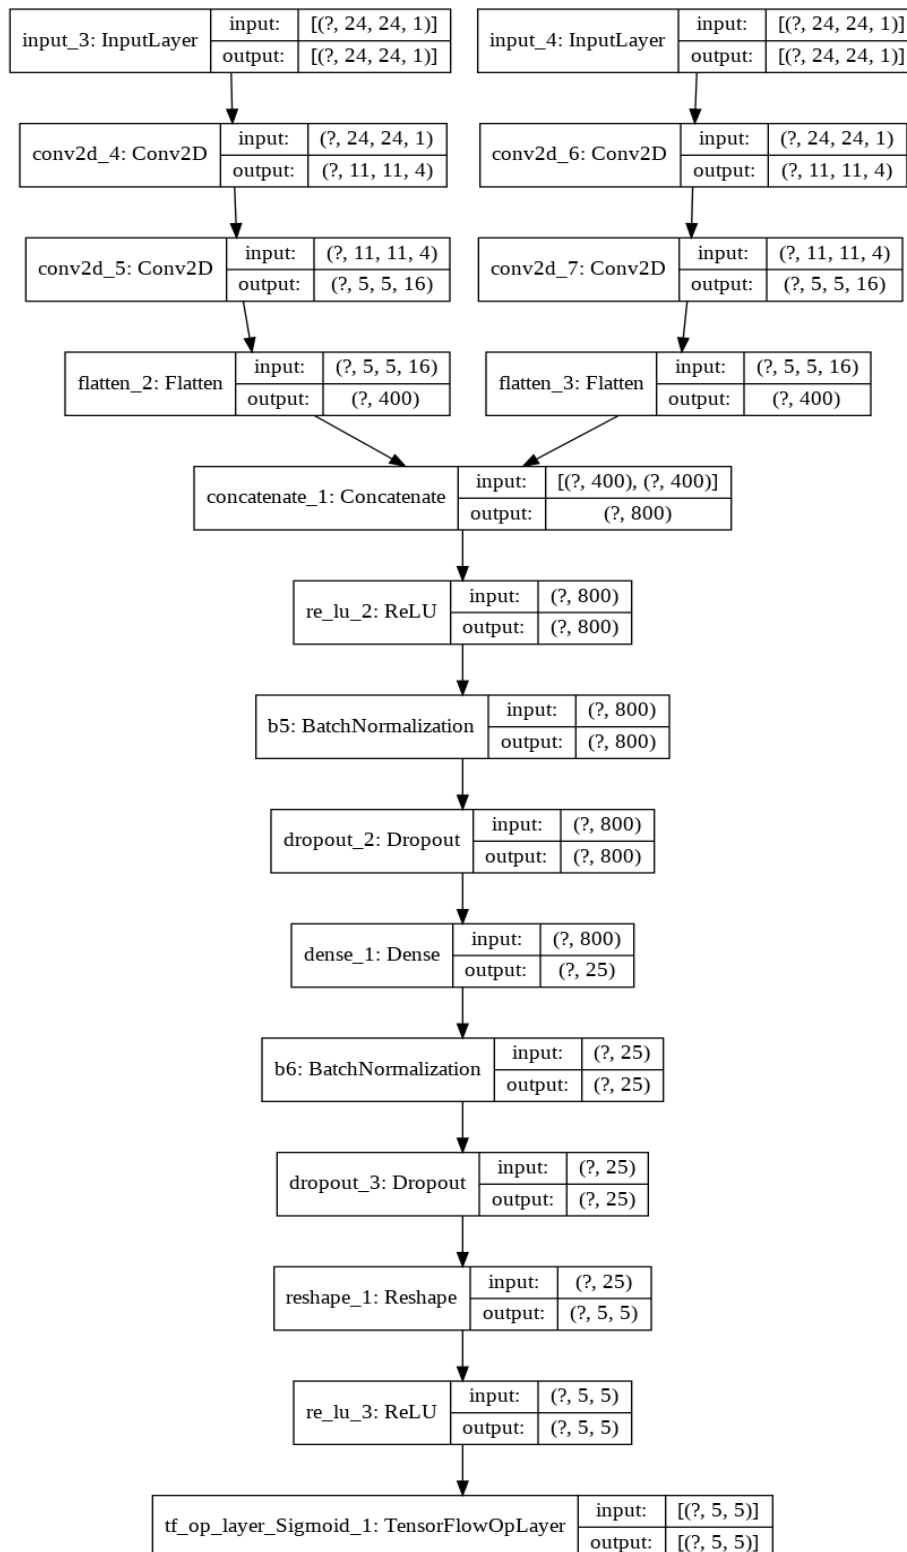 input_3: InputLayer input: [(?, 24, 24, 1)]
output: [(?, 24, 24, 1)]
input_4: InputLayer input: [(?, 24, 24, 1)]
output: [(?, 24, 24, 1)]
conv2d_4: Conv2D input: (?, 24, 24, 1)
output: (?, 11, 11, 4)
conv2d_6: Conv2D input: (?, 24, 24, 1)
output: (?, 11, 11, 4)
conv2d_5: Conv2D input: (?, 11, 11, 4)
output: (?, 5, 5, 16)
conv2d_7: Conv2D input: (?, 11, 11, 4)
output: (?, 5, 5, 16)
flatten_2: Flatten input: (?, 5, 5, 16)
output: (?, 400)
flatten_3: Flatten input: (?, 5, 5, 16)
output: (?, 400)
concatenate_1: Concatenate input: [(?, 400), (?, 400)]
output: (?, 800)
re_lu_2: ReLU input: (?, 800)
output: (?, 800)
b5: BatchNormalization input: (?, 800)
output: (?, 800)
dropout_2: Dropout input: (?, 800)
output: (?, 800)
dense_1: Dense input: (?, 800)
output: (?, 25)
b6: BatchNormalization input: (?, 25)
output: (?, 25)
dropout_3: Dropout input: (?, 25)
output: (?, 25)
reshape_1: Reshape input: (?, 25)
output: (?, 5, 5)
re_lu_3: ReLU input: (?, 5, 5)
output: (?, 5, 5)
tf_op_layer_Sigmoid_1: TensorFlowOpLayer input: [(?, 5, 5)]
output: [(?, 5, 5)]